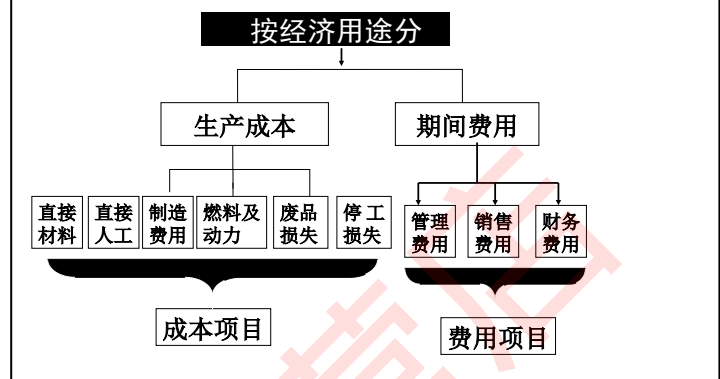 按经济用途分
生产成本
期间费用
直接
材料
直接
人工
制造
费用
燃料及
动力
废品
损失
停工
损失
管理
费用
销售
费用
财务
费用
成本项目
费用项目